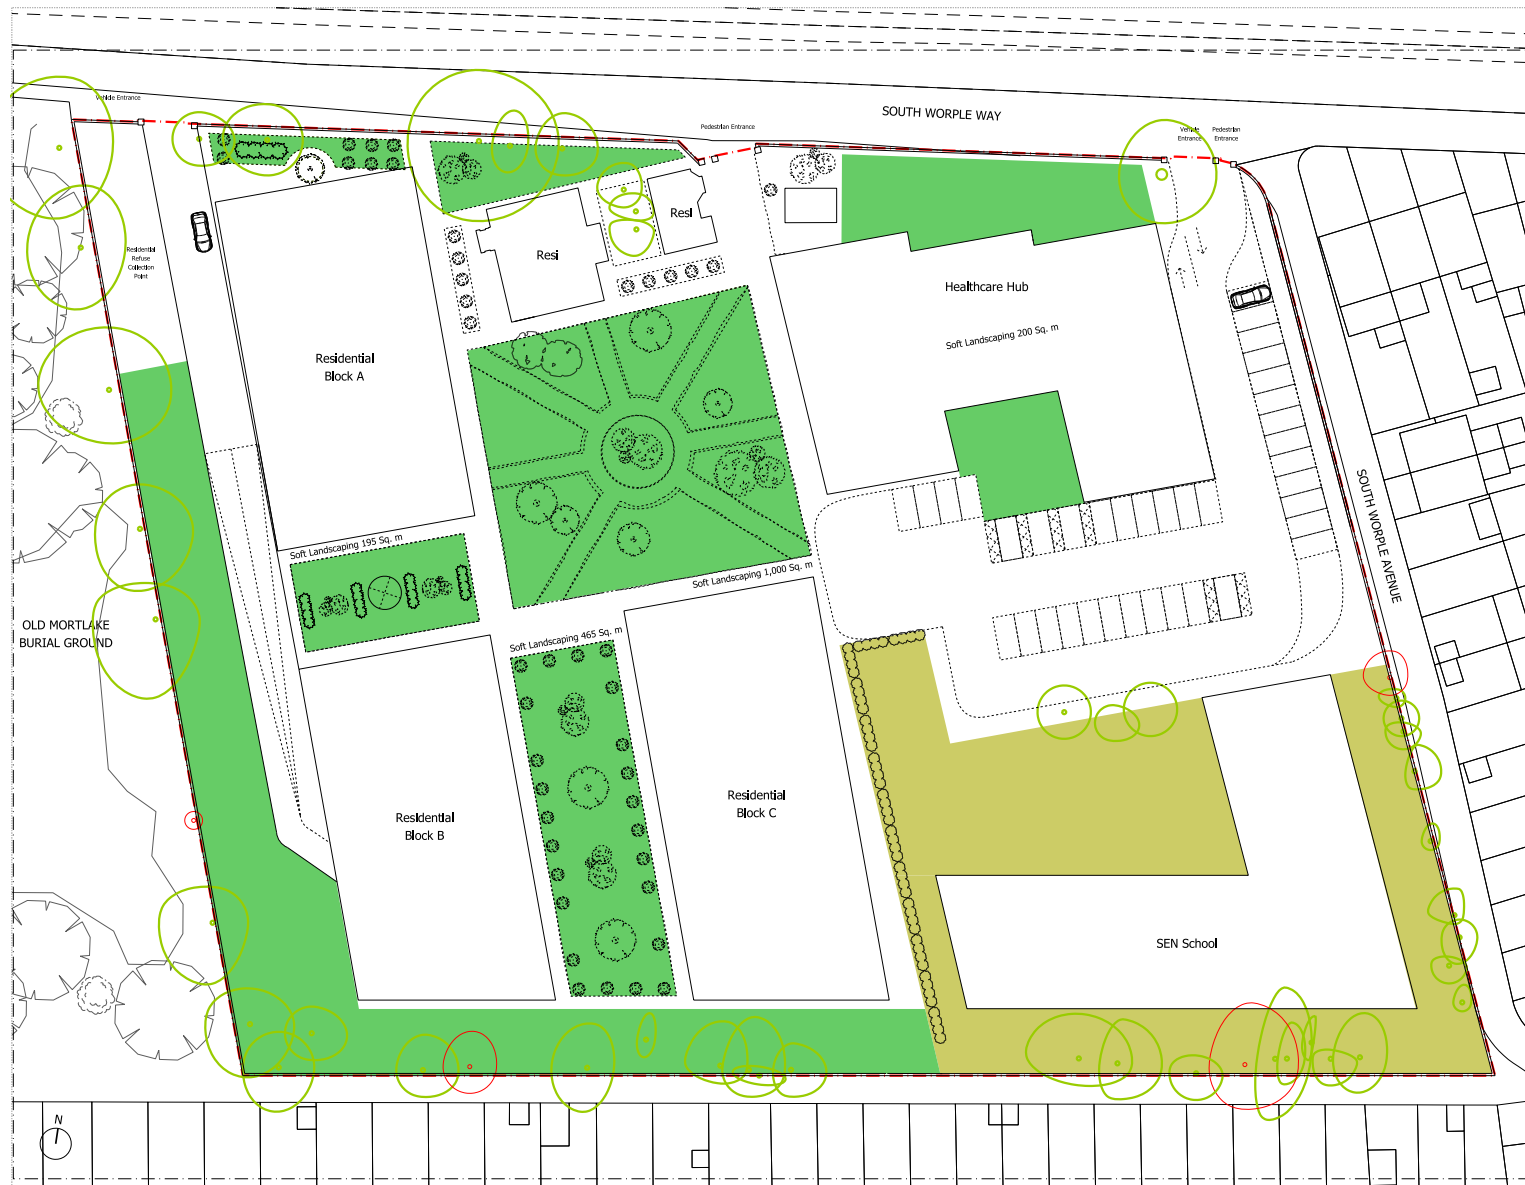 Vehicle Entrance
SOUTH WORPLE WAY
Pedestrian Entrance
Vehicle
Entrance
Pedestrian
Entrance
Residential
Refuse
Collection
Point
Resi
Resi
Healthcare Hub
Soft Landscaping 200 Sq. m
Residential
Block A
SOUTH WORPLE AVENUE
Soft Landscaping 195 Sq. m
Soft Landscaping 1,000 Sq. m
OLD MORTLAKE
BURIAL GROUND
Soft Landscaping 465 Sq. m
Residential
Block B
Residential
Block C
SEN School
N